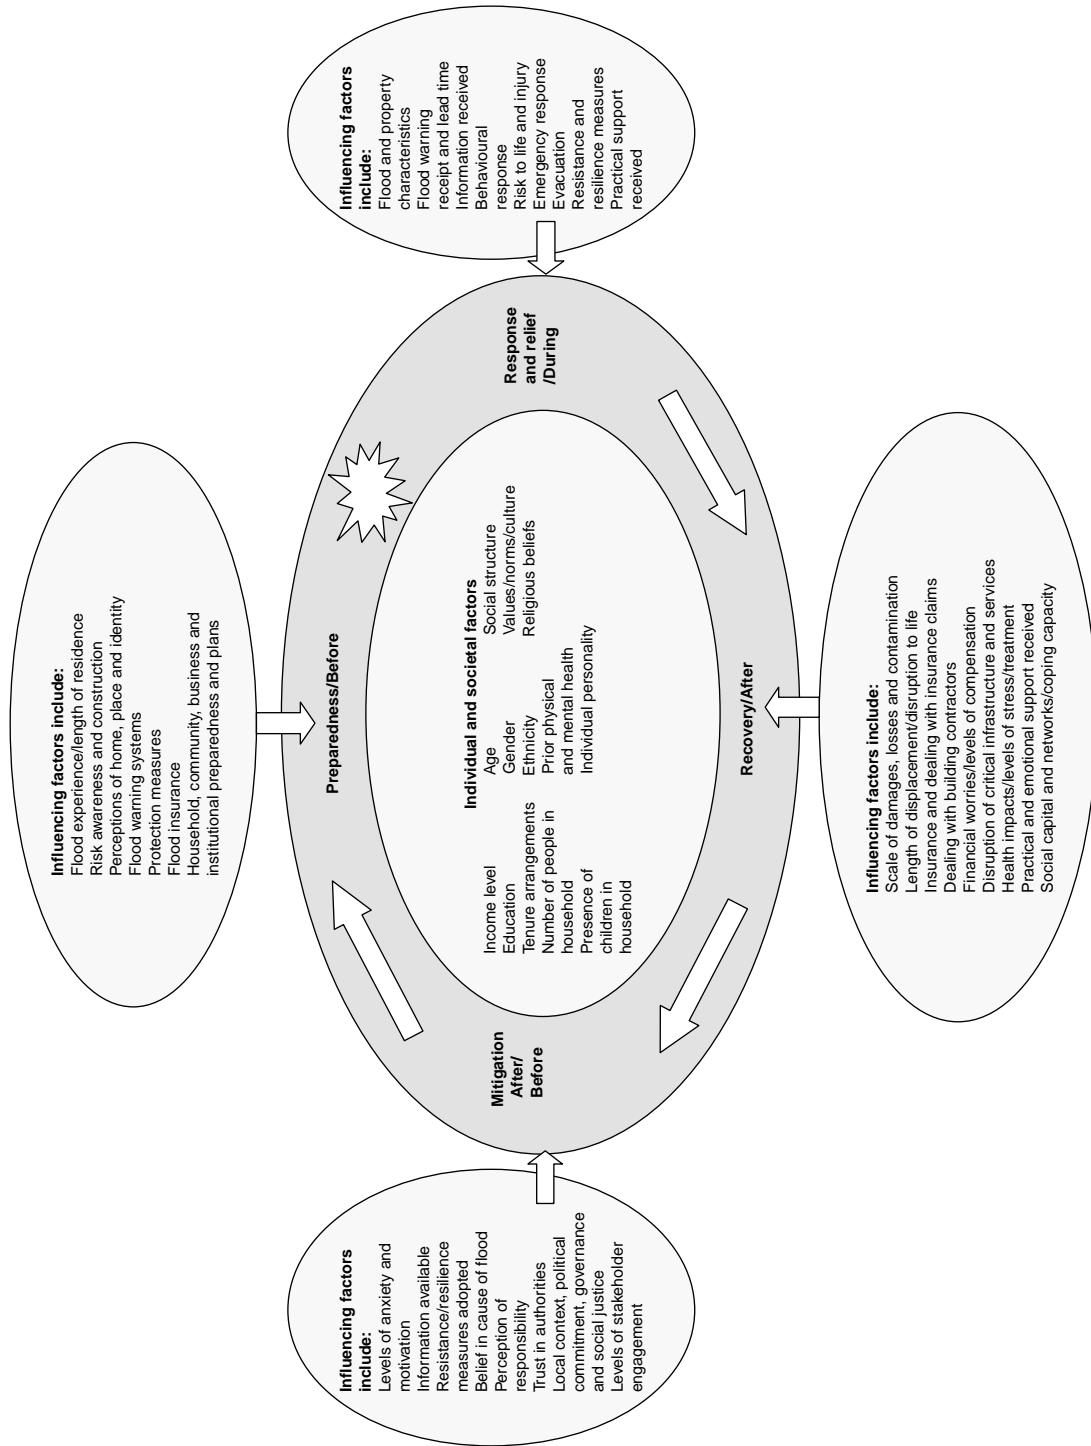 Influencing factors include:
Flood experience/length of residence
Risk awareness and construction
Perceptions of home, place and identity
Flood warning systems
Protection measures
Flood insurance
Household, community, business and
institutional preparedness and plans
Influencing factors
include:
Levels of anxiety and
motivation
Information available
Resistance/resilience
measures adopted
Belief in cause of flood
Perception of
responsibility
Trust in authorities
Local context, political
commitment, governance
and social justice
Levels of stakeholder
engagement
Mitigation
After/
Before
Preparedness/Before
Individual and societal factors
Income level
Education
Tenure arrangements
Number of people in
household
Presence of
children in
household
Age
Gender
Ethnicity
Prior physical
and mental health
Individual personality
Social structure
Values/norms/culture
Religious beliefs
Recovery/After
Response
and relief
/During
Influencing factors
include:
Flood and property
characteristics
Flood warning
receipt and lead time
Information received
Behavioural
response
Risk to life and injury
Emergency response
Evacuation
Resistance and
resilience measures
Practical support
received
Influencing factors include:
Scale of damages, losses and contamination
Length of displacement/disruption to life
Insurance and dealing with insurance claims
Dealing with building contractors
Financial worries/levels of compensation
Disruption of critical infrastructure and services
Health impacts/levels of stress/treatment
Practical and emotional support received
Social capital and networks/coping capacity